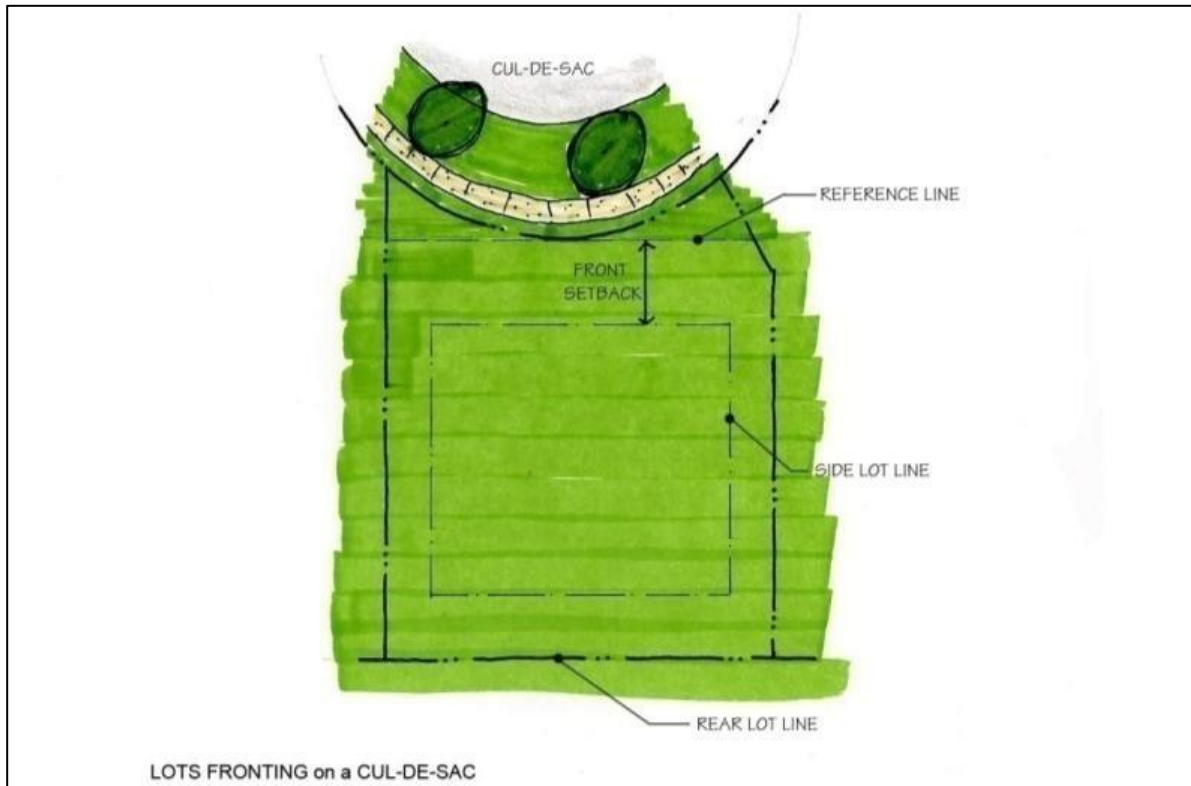 CUL-DE-SAC
REFERENCE LINE
FRONT
SETBACK
SIDE LOT LINE
REAR LOT LINE
LOTS FRONTING on a CUL-DE-SAC